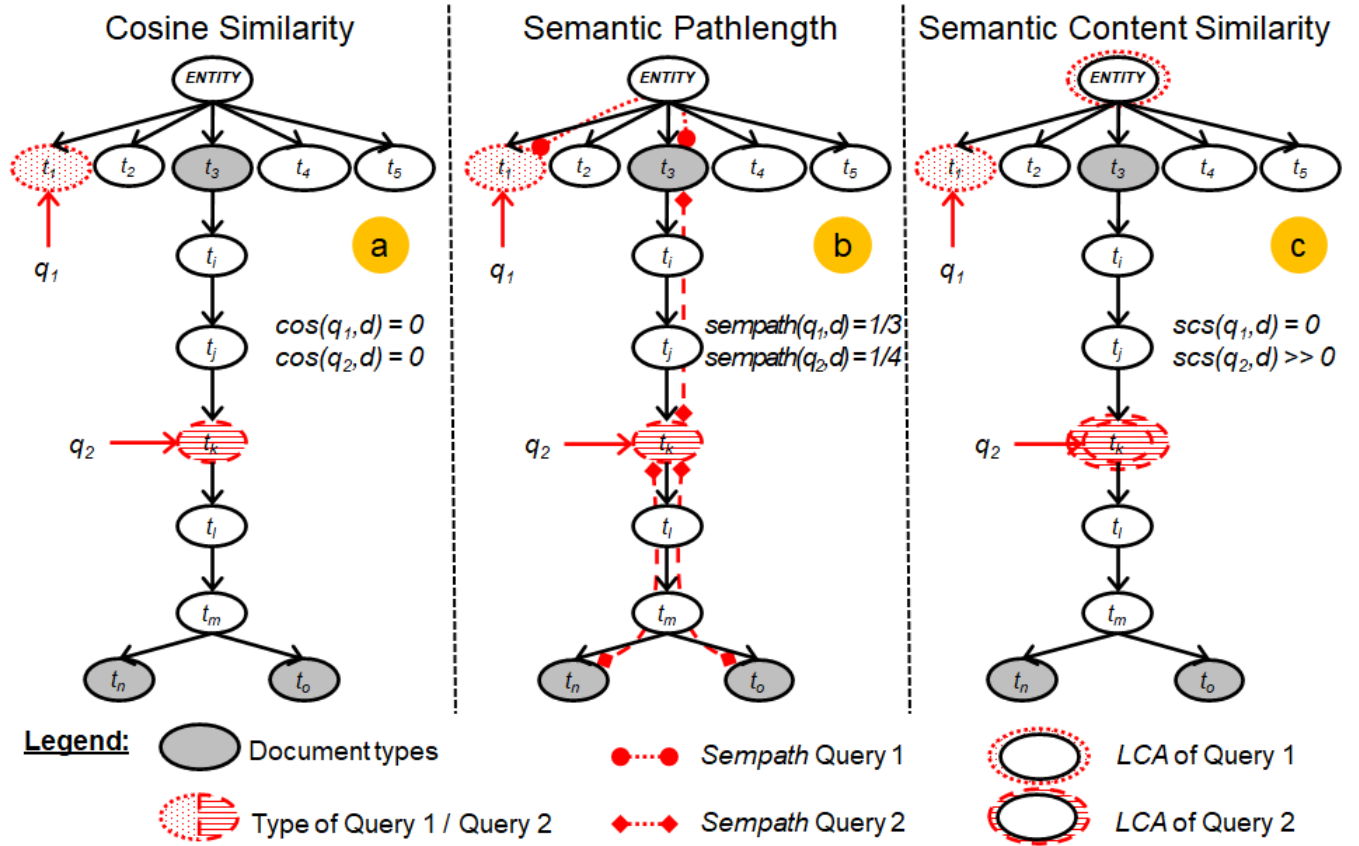 Cosine Similarity
Semantic Pathlength
Semantic Content Similarity
ENTITY
ENTITY
ENTITY
t1 t2 t3 t4 t5
t1 t2 t3 t4 t5
t1 t2 t3 t4 t5
q1
ti
a
q1
ti
b
q1
ti
c
cos(q1,d) = 0
cos(q2,d) = 0
tj
sempath(q1,d)=1/3
sempath(q2,d)=1/4
tj
scs(q1,d) = 0
scs(q2,d) >> 0
tj
q2
tk
q2
tk
q2
tk
tl
tl
tl
tm
tm
tm
tn to
tn to
tn to
Legend:
Document types
Sempath Query 1
LCA of Query 1
Type of Query 1 / Query 2
Sempath Query 2
LCA of Query 2